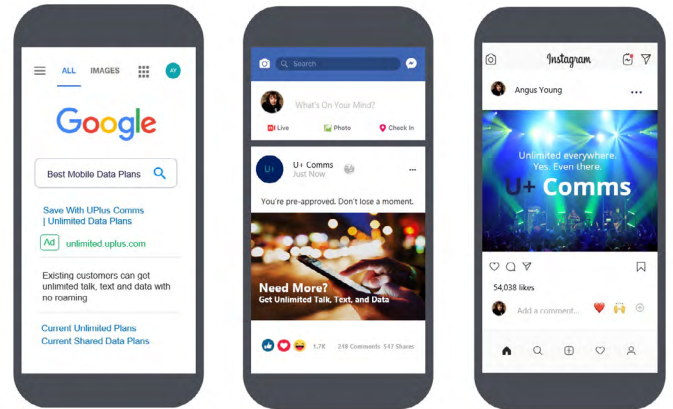 ALL IMAGES AY
Google
Best Mobile Data Plans
Save With UPlus Comms
| Unlimited Data Plans
Ad unlimited.uplus.com
Existing customers can get
unlimited talk, text and data with
no roaming
Current Unlimited Plans
Current Shared Data Plans
Search
What's On Your Mind?
Live Photo Check In
U+ U+ Comms
Just Now
You're pre-approved. Don't lose a moment.
Need More?
Get Unlimited Talk, Text, and Data
1.7K 248 Comments 547 Shares
Instagram
Angus Young
Unlimited everywhere.
Yes. Even there.
U+ Comms
54,038 likes
Add a comment...